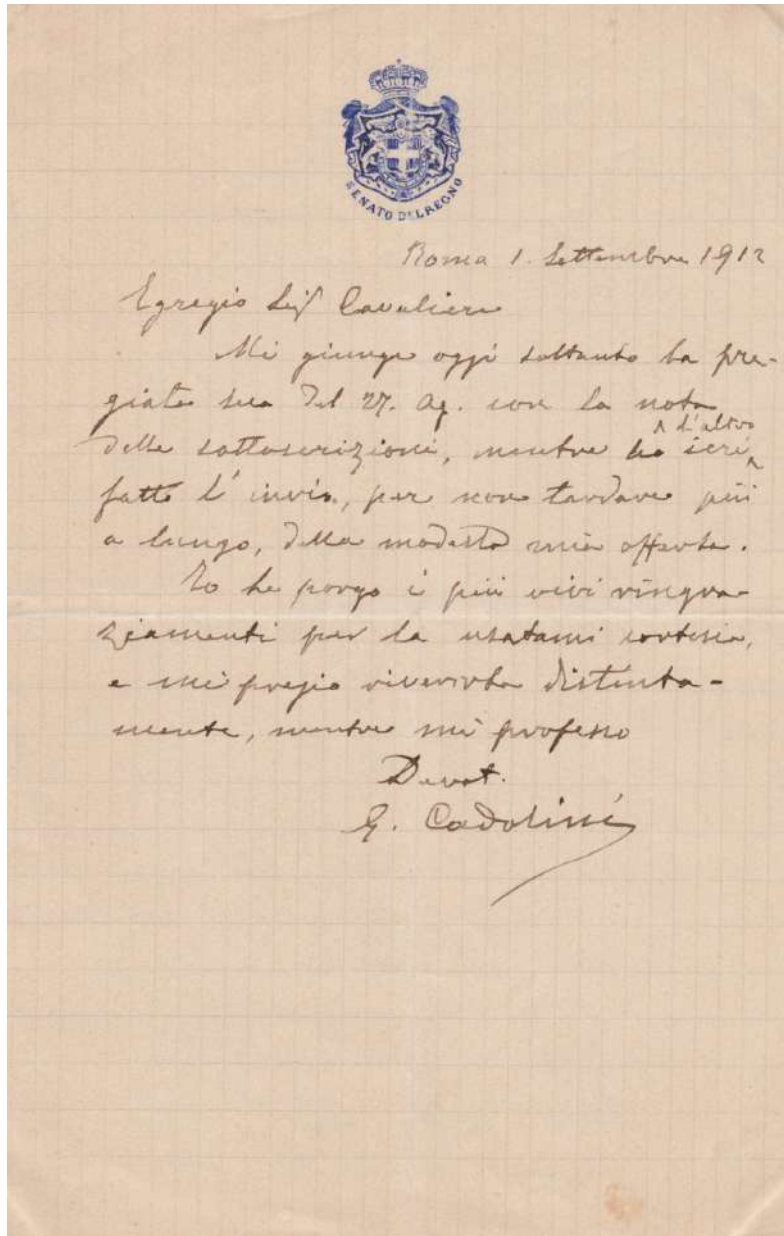 SENATO DEL REGNO
Roma 1. Settembre 1912
Egregio Sig Cavaliere
Mi giunge oggi soltanto la pre-
giata sua del 27. Ag. con la nota
delle sottoscrizioni, mentre ho ^ l'altro ieri ^
fatto l'invio, per non tardare più
a lungo, della modesta mia offerta.
Io Le porgo i più vivi ringra-
ziamenti per la usatami cortesia,
e mi pregio riverirla distinta-
mente, mentre mi professo
Devot.
G. Cadolini